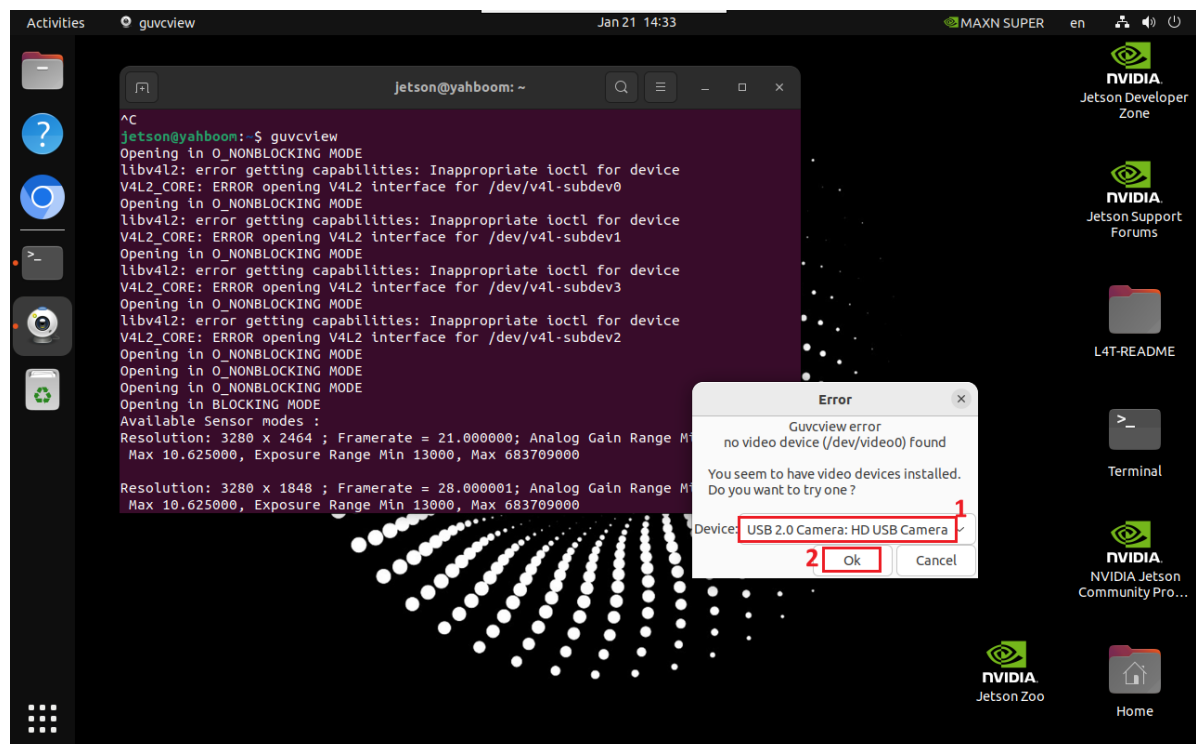 Activities
guvcview
Jan 21 14:33
MAXN SUPER
en
jetson@yahboom: ~
^C
jetson@yahboom:~$ guvcview
Opening in O_NONBLOCKING MODE
libv4l2: error getting capabilities: Inappropriate ioctl for device
V4L2_CORE: ERROR opening V4L2 interface for /dev/v4l-subdev0
Opening in O_NONBLOCKING MODE
libv4l2: error getting capabilities: Inappropriate ioctl for device
V4L2_CORE: ERROR opening V4L2 interface for /dev/v4l-subdev1
Opening in O_NONBLOCKING MODE
libv4l2: error getting capabilities: Inappropriate ioctl for device
V4L2_CORE: ERROR opening V4L2 interface for /dev/v4l-subdev3
Opening in O_NONBLOCKING MODE
libv4l2: error getting capabilities: Inappropriate ioctl for device
V4L2_CORE: ERROR opening V4L2 interface for /dev/v4l-subdev2
Opening in O_NONBLOCKING MODE
Opening in O_NONBLOCKING MODE
Opening in O_NONBLOCKING MODE
Opening in BLOCKING MODE
Available Sensor modes :
Resolution: 3280 x 2464 ; Framerate = 21.000000; Analog Gain Range
Max 10.625000, Exposure Range Min 13000, Max 683709000
Resolution: 3280 x 1848 ; Framerate = 28.000001; Analog Gain Range
Max 10.625000, Exposure Range Min 13000, Max 683709000
Error
Guvcview error
no video device (/dev/video0) found
You seem to have video devices installed.
Do you want to try one ?
1
Device: USB 2.0 Camera: HD USB Camera
2
Ok
Cancel
NVIDIA.
Jetson Developer
Zone
NVIDIA.
Jetson Support
Forums
L4T-README
>_
Terminal
NVIDIA.
NVIDIA Jetson
Community Pro...
NVIDIA.
Jetson Zoo
Home